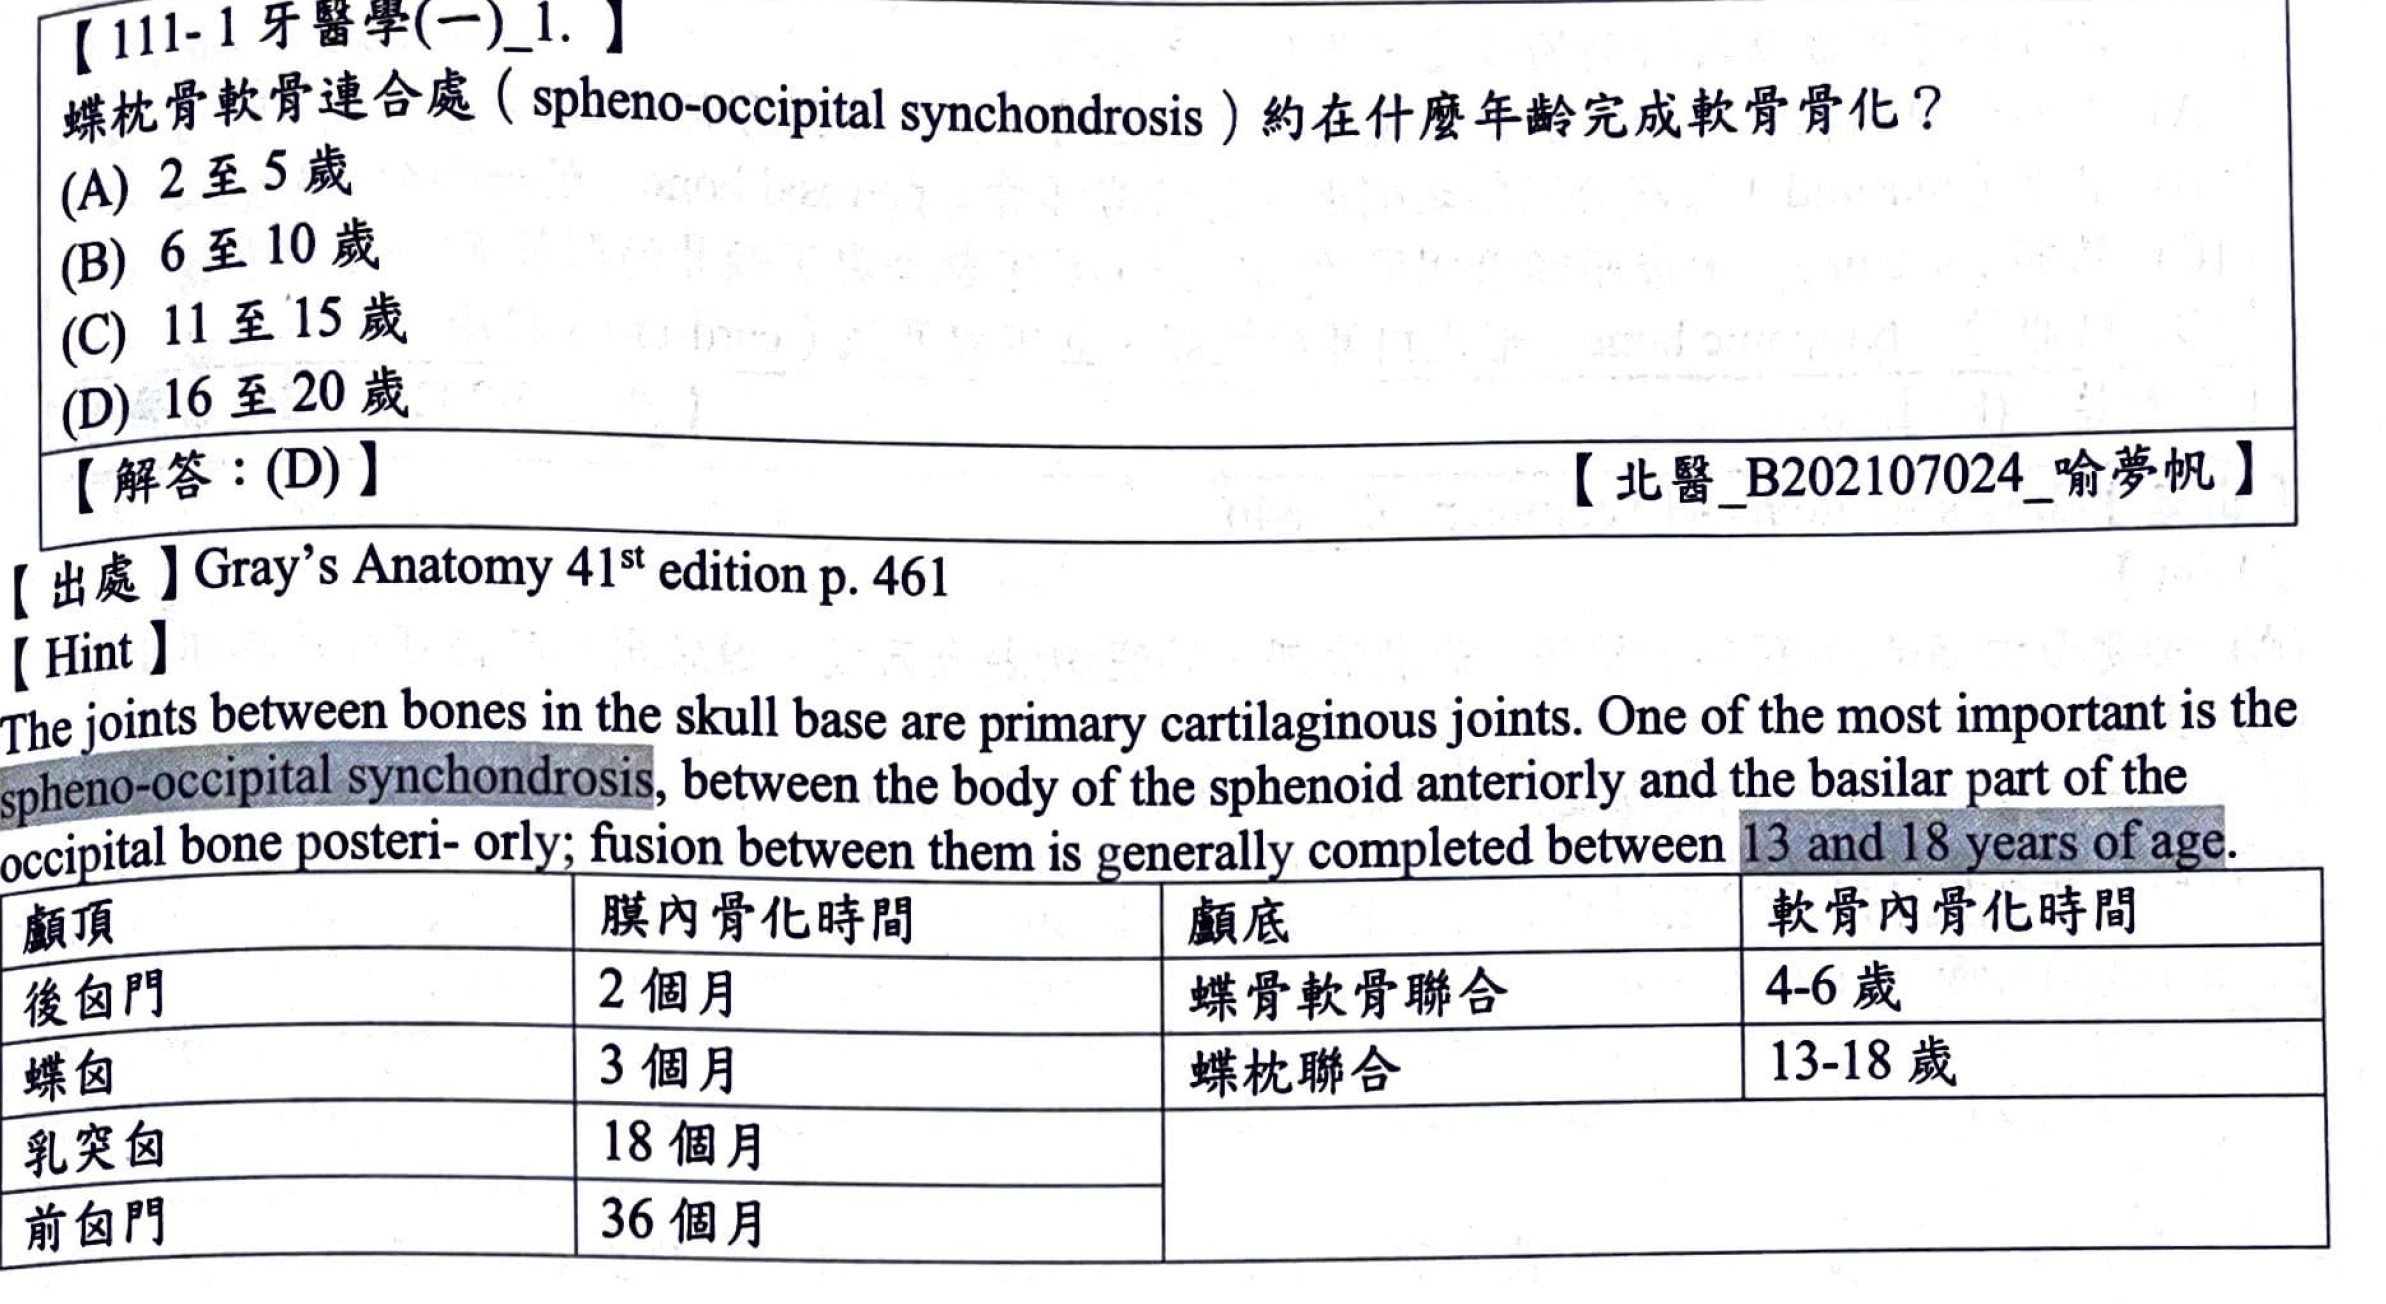 【111-1 牙醫學(一)_1. 】
蝶枕骨軟骨連合處（spheno-occipital synchondrosis）約在什麼年齡完成軟骨骨化？
(A) 2 至 5 歲
(B) 6 至 10 歲
(C) 11 至 15 歲
(D) 16 至 20 歲
【解答：(D)】 【北醫_B202107024_喻夢帆】
【出處】Gray's Anatomy 41st edition p. 461
【Hint】
The joints between bones in the skull base are primary cartilaginous joints. One of the most important is the
spheno-occipital synchondrosis, between the body of the sphenoid anteriorly and the basilar part of the
occipital bone posteri- orly; fusion between them is generally completed between 13 and 18 years of age.
顱頂 膜內骨化時間 顱底 軟骨內骨化時間
後囟門 2 個月 蝶骨軟骨聯合 4-6 歲
蝶囟 3 個月 蝶枕聯合 13-18 歲
乳突囟 18 個月
前囟門 36 個月